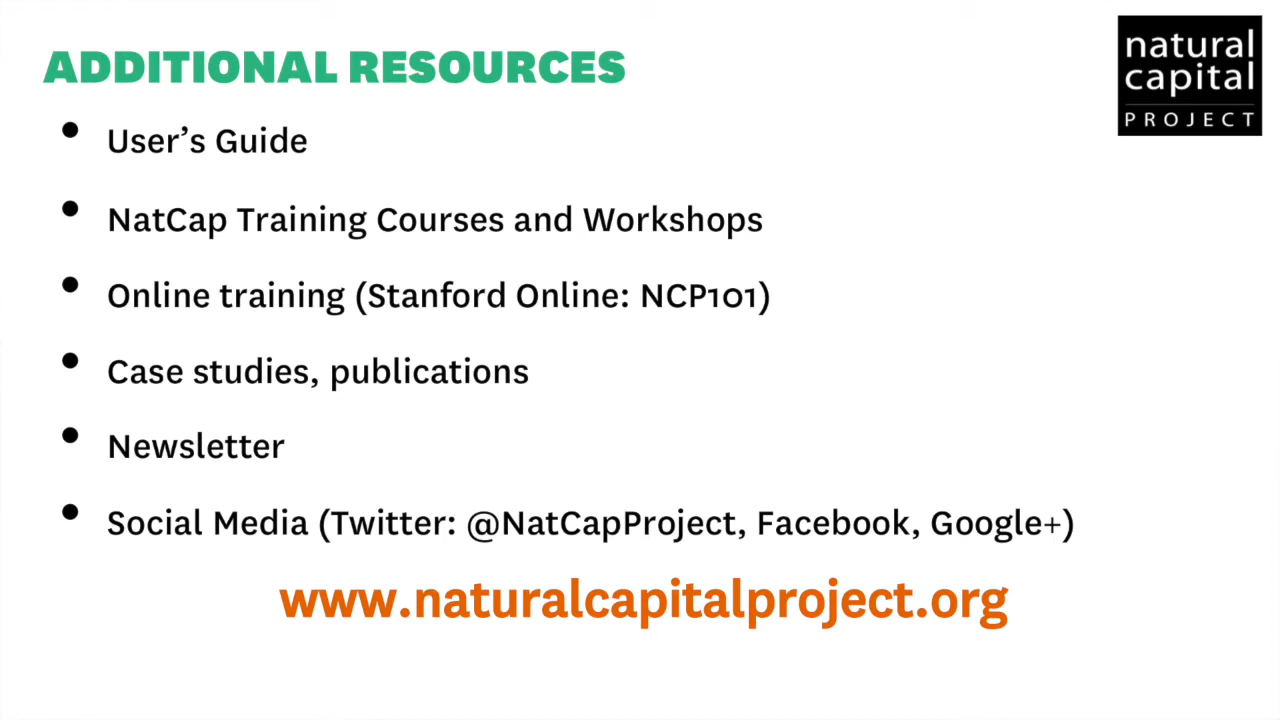 ADDITIONAL RESOURCES
natural
capital
PROJECT
• User’s Guide
• NatCap Training Courses and Workshops
• Online training (Stanford Online: NCP101)
• Case studies, publications
• Newsletter
• Social Media (Twitter: @NatCapProject, Facebook, Google+)
www.naturalcapitalproject.org